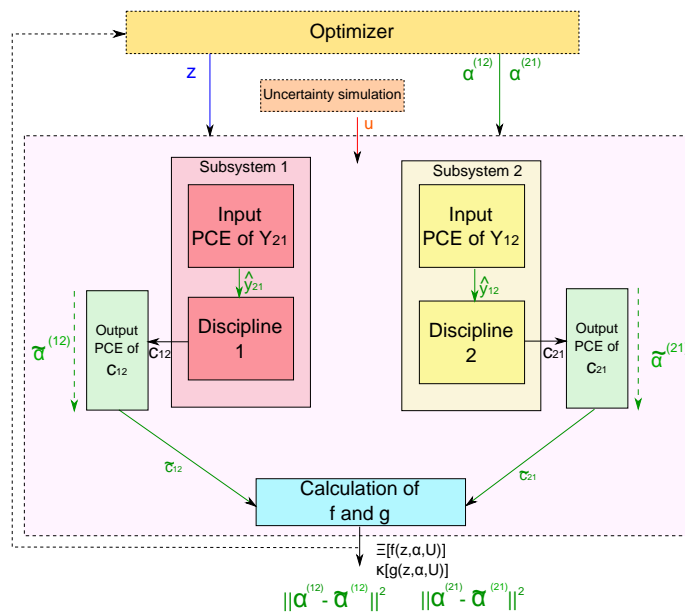 Optimizer
z
α⁽¹²⁾ α⁽²¹⁾
Uncertainty simulation
u
Subsystem 1
Subsystem 2
Input
PCE of Y₂₁
Input
PCE of Y₁₂
ŷ₂₁
ŷ₁₂
Discipline
1
Discipline
2
Output
PCE of
c₁₂
Output
PCE of
c₂₁
α̃⁽¹²⁾
c₁₂
c₂₁
α̃⁽²¹⁾
c̃₁₂
c̃₂₁
Calculation of
f and g
Ξ[f(z,α,U)]
κ[g(z,α,U)]
||α⁽¹²⁾- α̃⁽¹²⁾||² ||α⁽²¹⁾- α̃⁽²¹⁾||²